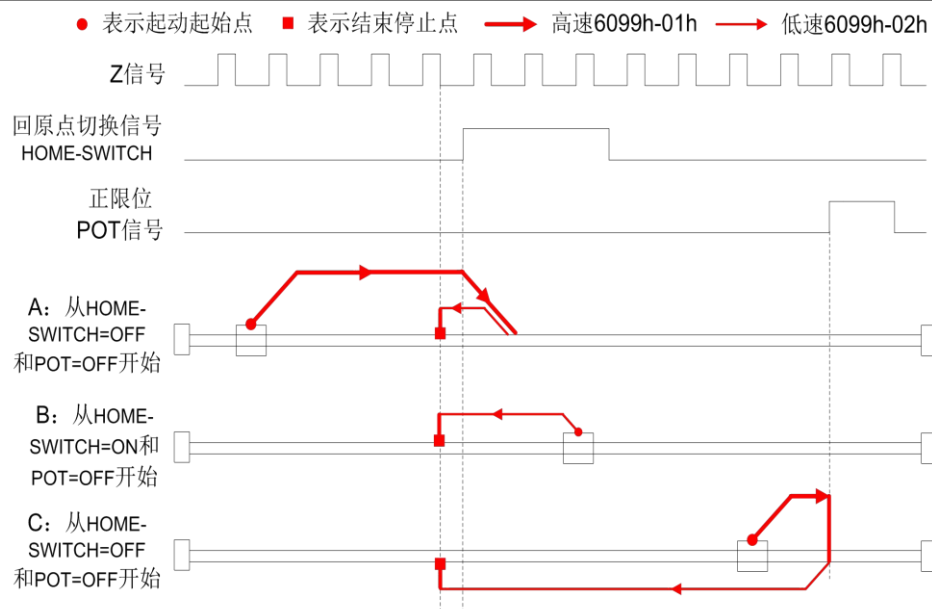 表示起动起始点 表示结束停止点 高速6099h-01h 低速6099h-02h
Z信号
回原点切换信号
HOME-SWITCH
正限位
POT信号
A：从HOME-
SWITCH=OFF
和POT=OFF开始
B：从HOME-
SWITCH=ON和
POT=OFF开始
C：从HOME-
SWITCH=OFF
和POT=OFF开始